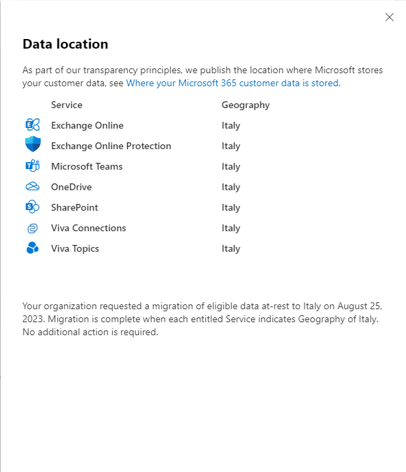 Data location
As part of our transparency principles, we publish the location where Microsoft stores
your customer data, see Where your Microsoft 365 customer data is stored.
Service Geography
Exchange Online Italy
Exchange Online Protection Italy
Microsoft Teams Italy
OneDrive Italy
SharePoint Italy
Viva Connections Italy
Viva Topics Italy
Your organization requested a migration of eligible data at-rest to Italy on August 25,
2023. Migration is complete when each entitled Service indicates Geography of Italy.
No additional action is required.